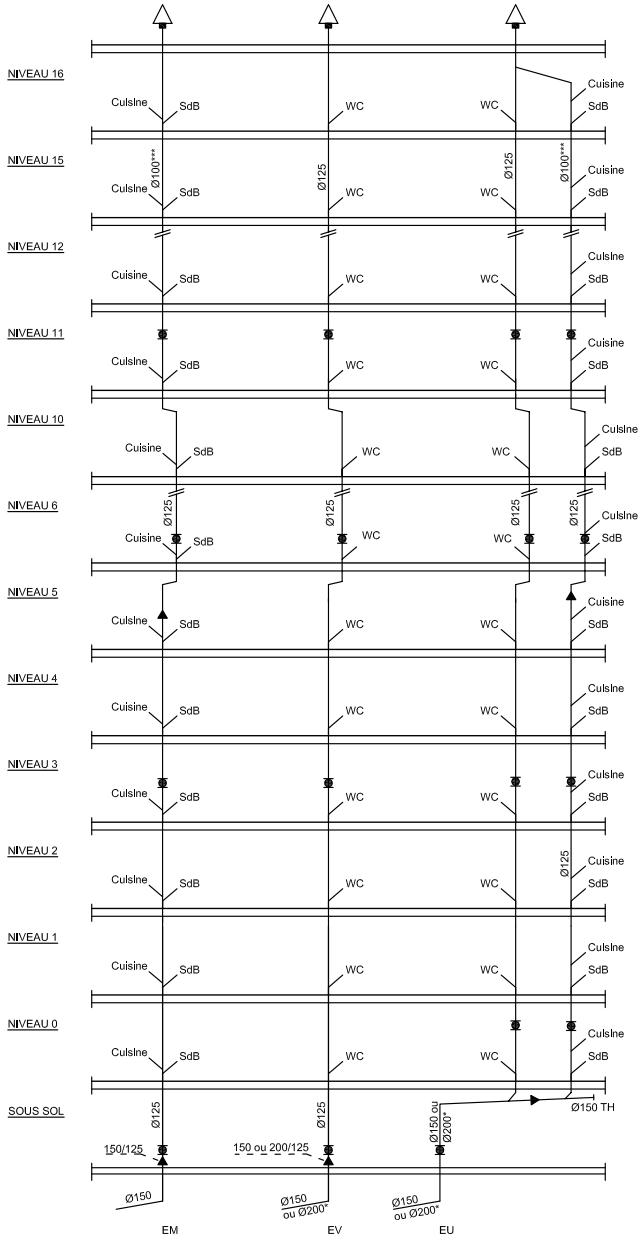 NIVEAU 16
Cuisine
CuIsIne
SdB
WC
WC
SdB
NIVEAU 15
Ø100***
Ø125
Ø125
Ø100***
CuIsIne
SdB
WC
WC
Cuisine
SdB
NIVEAU 12
Cuisine
SdB
WC
WC
CuIsIne
SdB
NIVEAU 11
CuIsIne
SdB
WC
WC
Cuisine
SdB
NIVEAU 10
Cuisine
SdB
WC
WC
CuIsIne
SdB
NIVEAU 6
Ø125
Ø125
Ø125
Ø125
Cuisine
SdB
WC
WC
CuIsIne
SdB
NIVEAU 5
CuIsIne
SdB
WC
WC
Cuisine
SdB
NIVEAU 4
Cuisine
SdB
WC
WC
CuIsIne
SdB
NIVEAU 3
CuIsIne
SdB
WC
WC
CuIsIne
SdB
NIVEAU 2
Ø125
CuIsIne
SdB
WC
WC
Cuisine
SdB
NIVEAU 1
Cuisine
SdB
WC
WC
CuIsIne
SdB
NIVEAU 0
CuIsIne
SdB
WC
WC
CuIsIne
SdB
SOUS SOL
Ø125
Ø125
Ø150 ou
Ø200*
Ø150 TH
150/125
150 ou 200/125
Ø150
Ø150
ou Ø200*
Ø150
ou Ø200*
EM
EV
EU